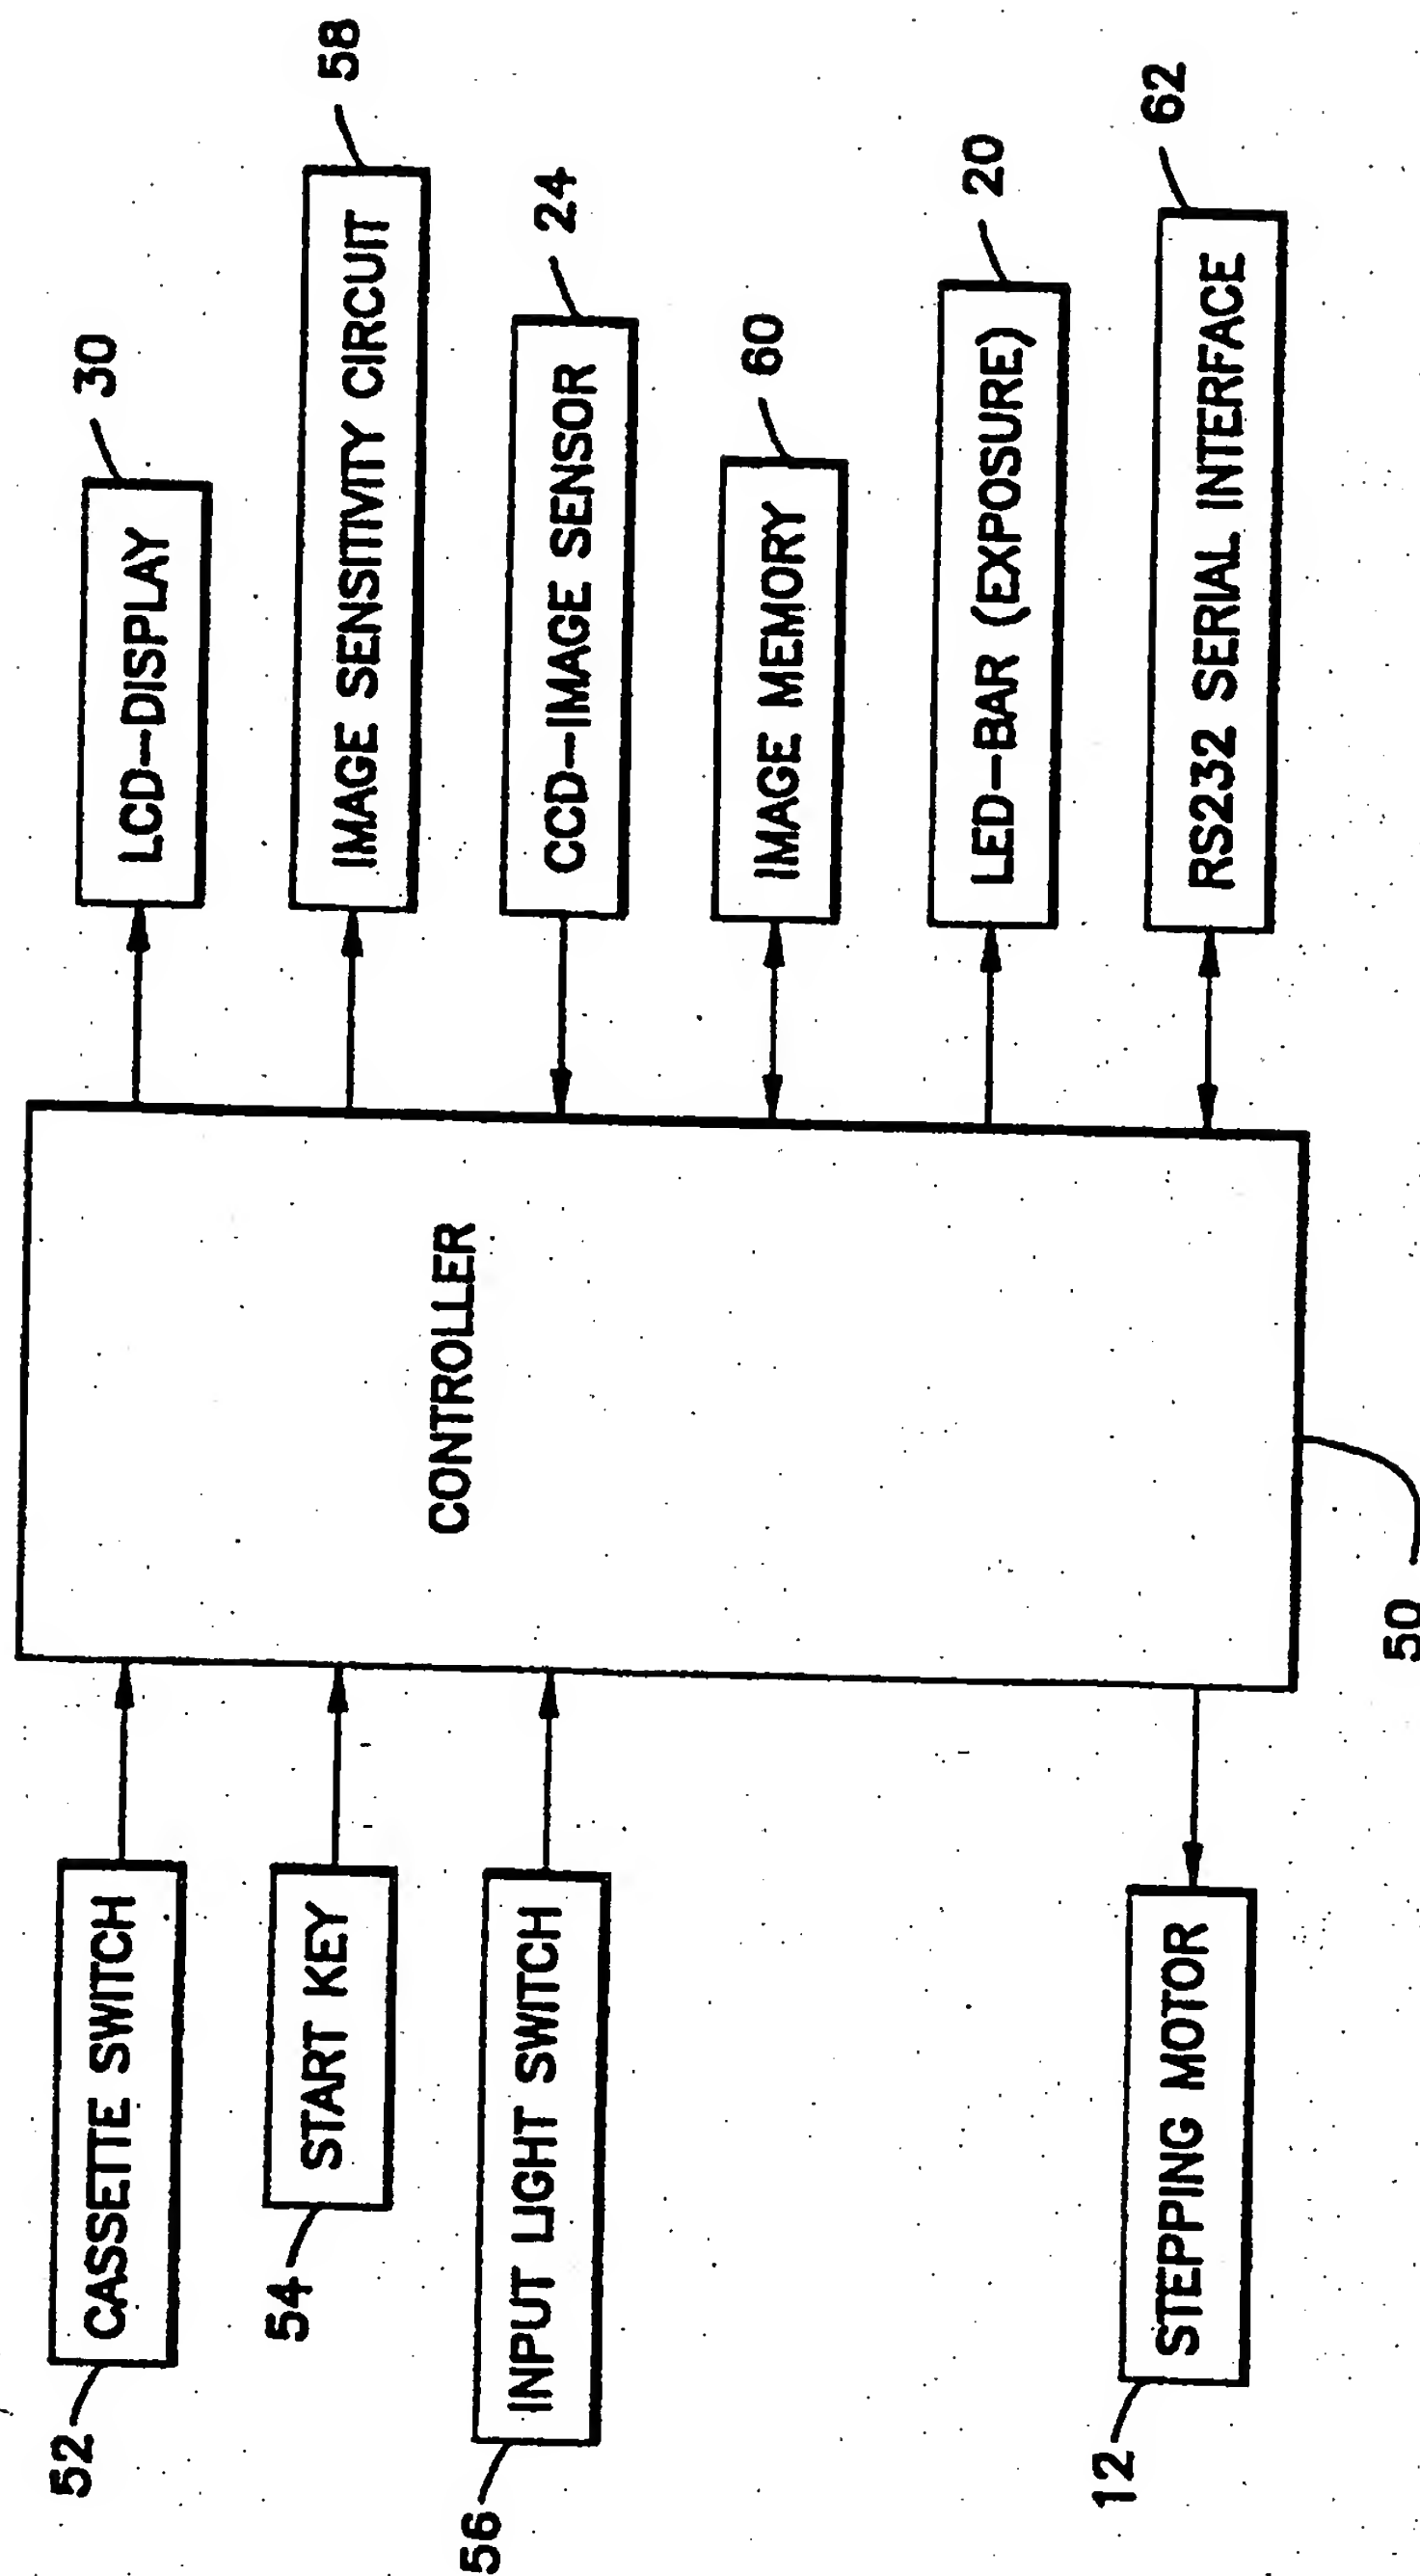 52
CASSETTE SWITCH
54
START KEY
56
INPUT LIGHT SWITCH
12
STEPPING MOTOR
CONTROLLER
50
LCD-DISPLAY
30
IMAGE SENSITIVITY CIRCUIT
58
CCD-IMAGE SENSOR
24
IMAGE MEMORY
60
LED-BAR (EXPOSURE)
20
RS232 SERIAL INTERFACE
62